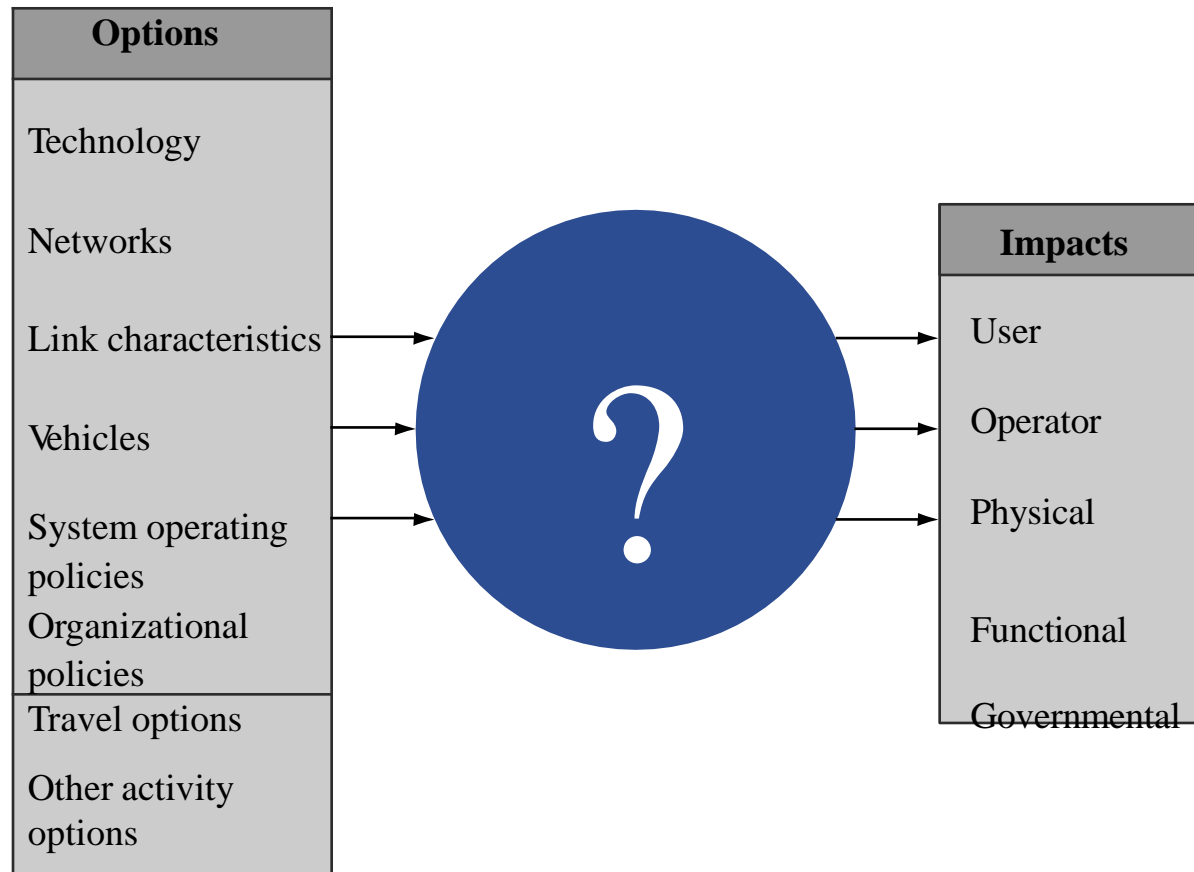 Options
Technology
Networks
Link characteristics
Vehicles
System operating
policies
Organizational
policies
Travel options
Other activity
options
?
Impacts
User
Operator
Physical
Functional
Governmental